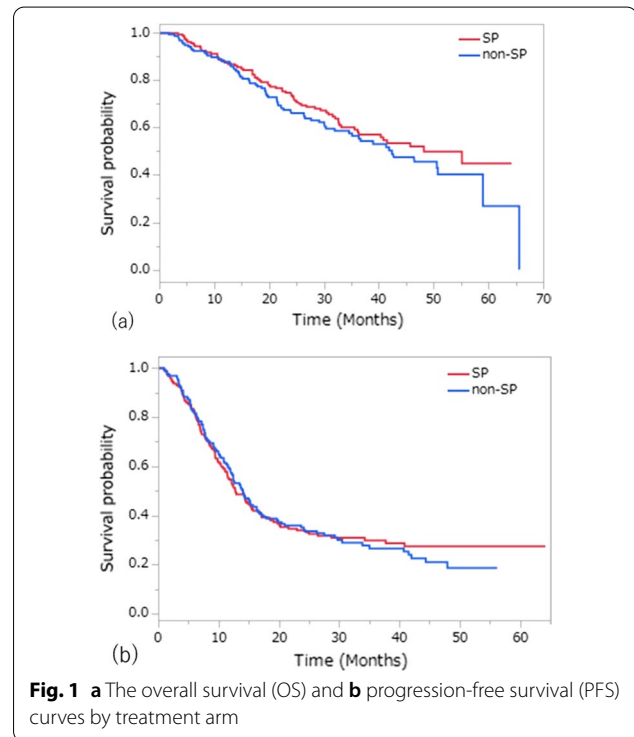 1.0
0.8
0.6
0.4
0.2
0.0
Survival probability
SP
non-SP
0 10 20 30 40 50 60 70
Time (Months)
(a)
1.0
0.8
0.6
0.4
0.2
0.0
Survival probability
SP
non-SP
0 10 20 30 40 50 60
Time (Months)
(b)
Fig. 1 a The overall survival (OS) and b progression-free survival (PFS)
curves by treatment arm